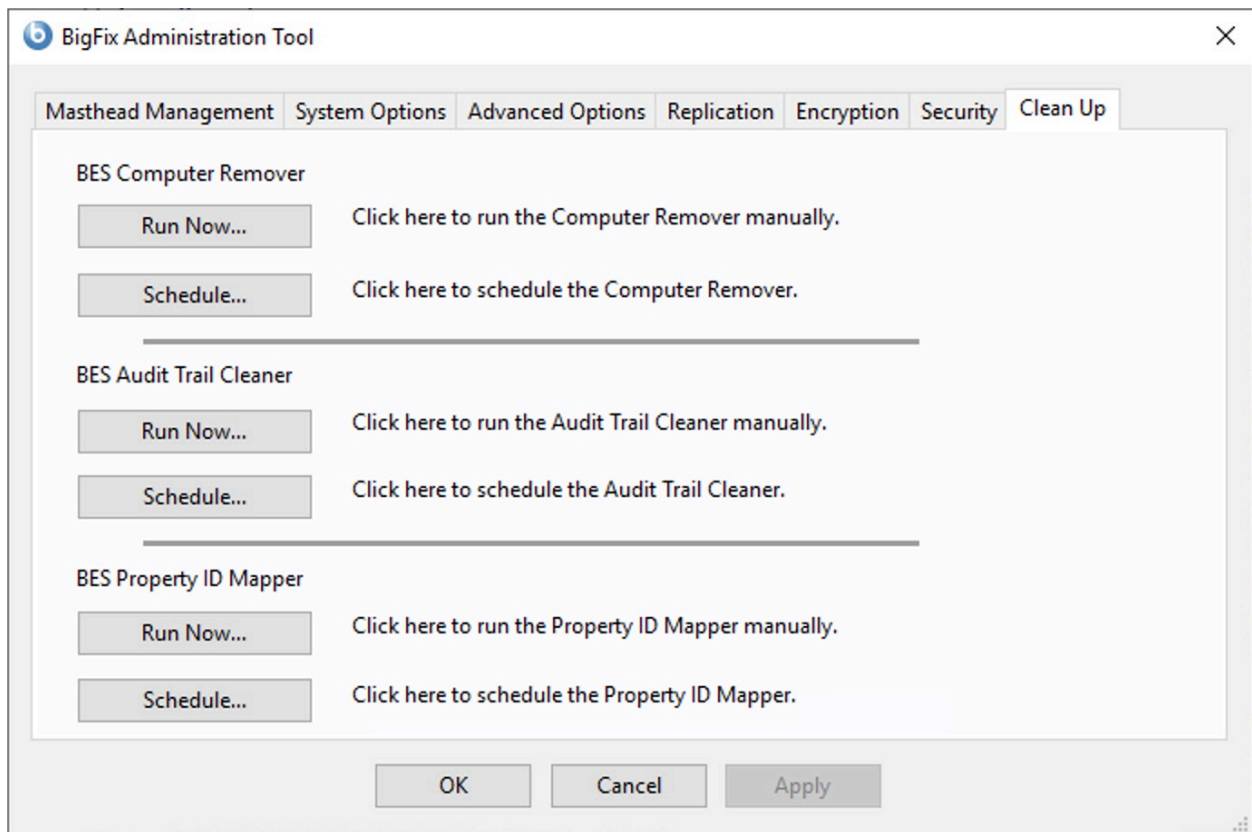 BigFix Administration Tool
Masthead Management System Options Advanced Options Replication Encryption Security Clean Up
BES Computer Remover
Run Now... Click here to run the Computer Remover manually.
Schedule... Click here to schedule the Computer Remover.
BES Audit Trail Cleaner
Run Now... Click here to run the Audit Trail Cleaner manually.
Schedule... Click here to schedule the Audit Trail Cleaner.
BES Property ID Mapper
Run Now... Click here to run the Property ID Mapper manually.
Schedule... Click here to schedule the Property ID Mapper.
OK Cancel Apply